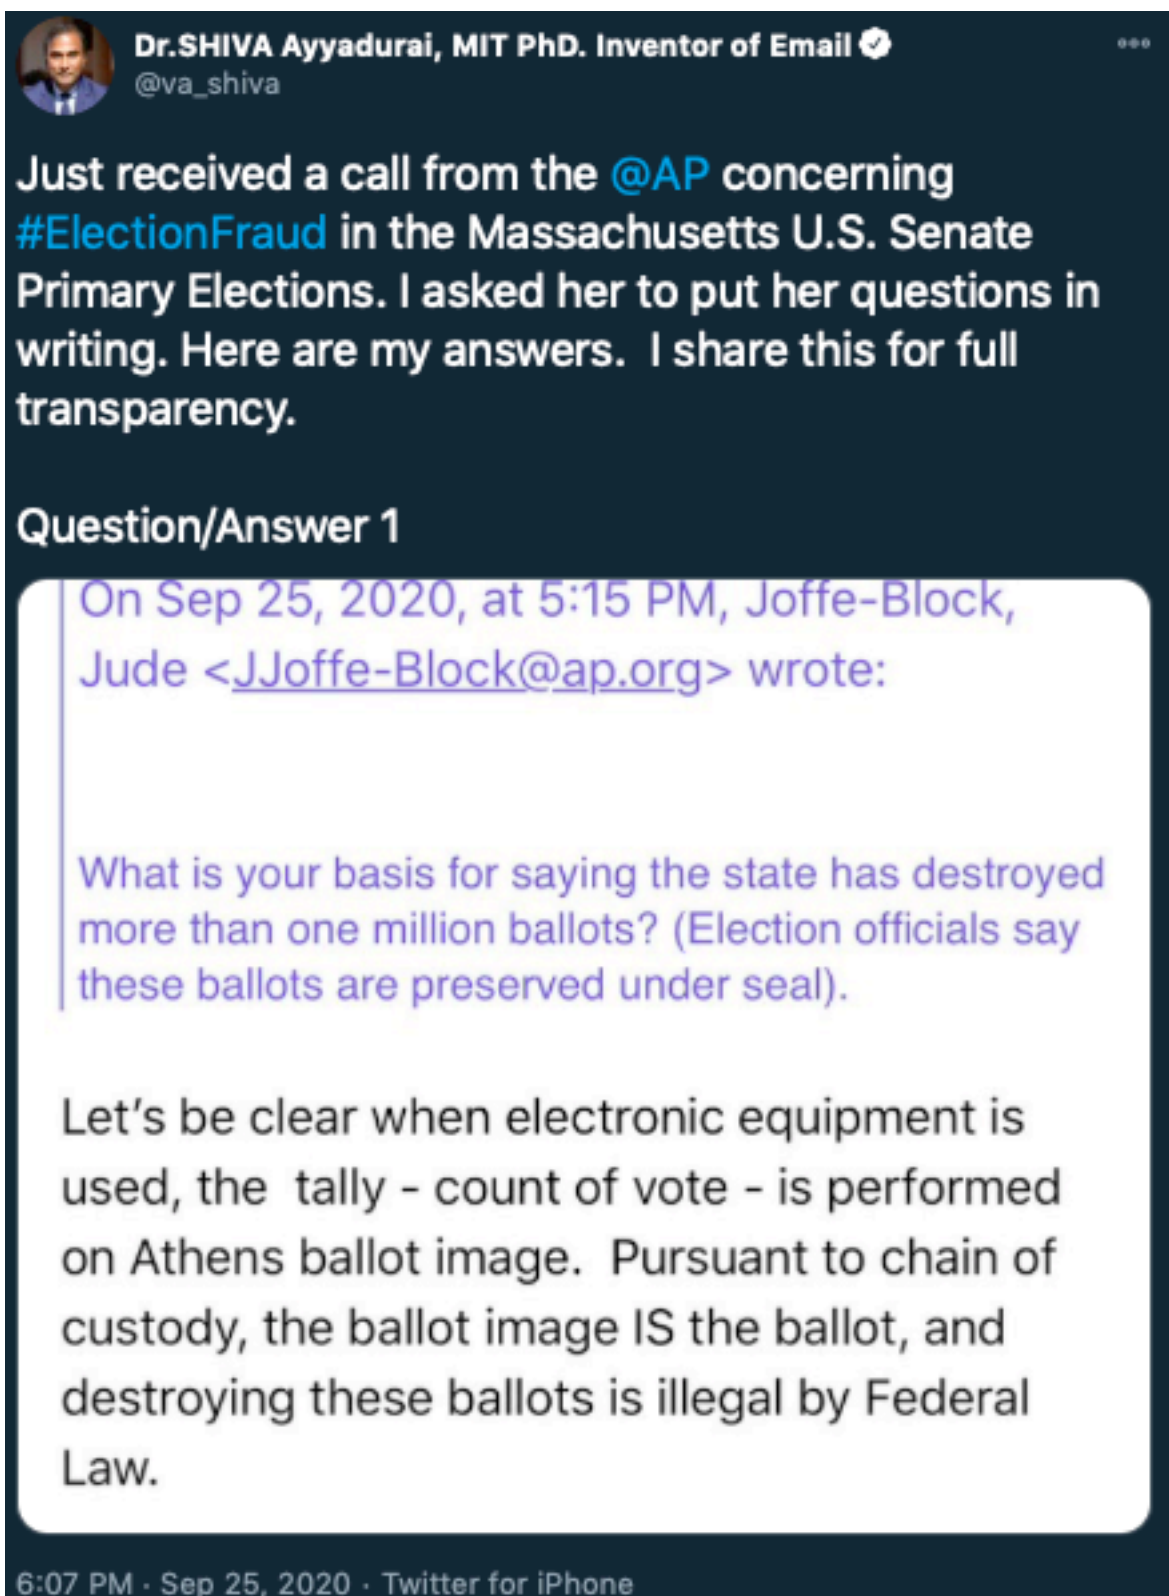 Dr.SHIVA Ayyadurai, MIT PhD. Inventor of Email
@va_shiva
Just received a call from the @AP concerning
#ElectionFraud in the Massachusetts U.S. Senate
Primary Elections. I asked her to put her questions in
writing. Here are my answers.  I share this for full
transparency.
Question/Answer 1
On Sep 25, 2020, at 5:15 PM, Joffe-Block,
Jude <JJoffe-Block@ap.org> wrote:
What is your basis for saying the state has destroyed
more than one million ballots? (Election officials say
these ballots are preserved under seal).
Let's be clear when electronic equipment is
used, the  tally - count of vote - is performed
on Athens ballot image.  Pursuant to chain of
custody, the ballot image IS the ballot, and
destroying these ballots is illegal by Federal
Law.
6:07 PM · Sep 25, 2020 · Twitter for iPhone